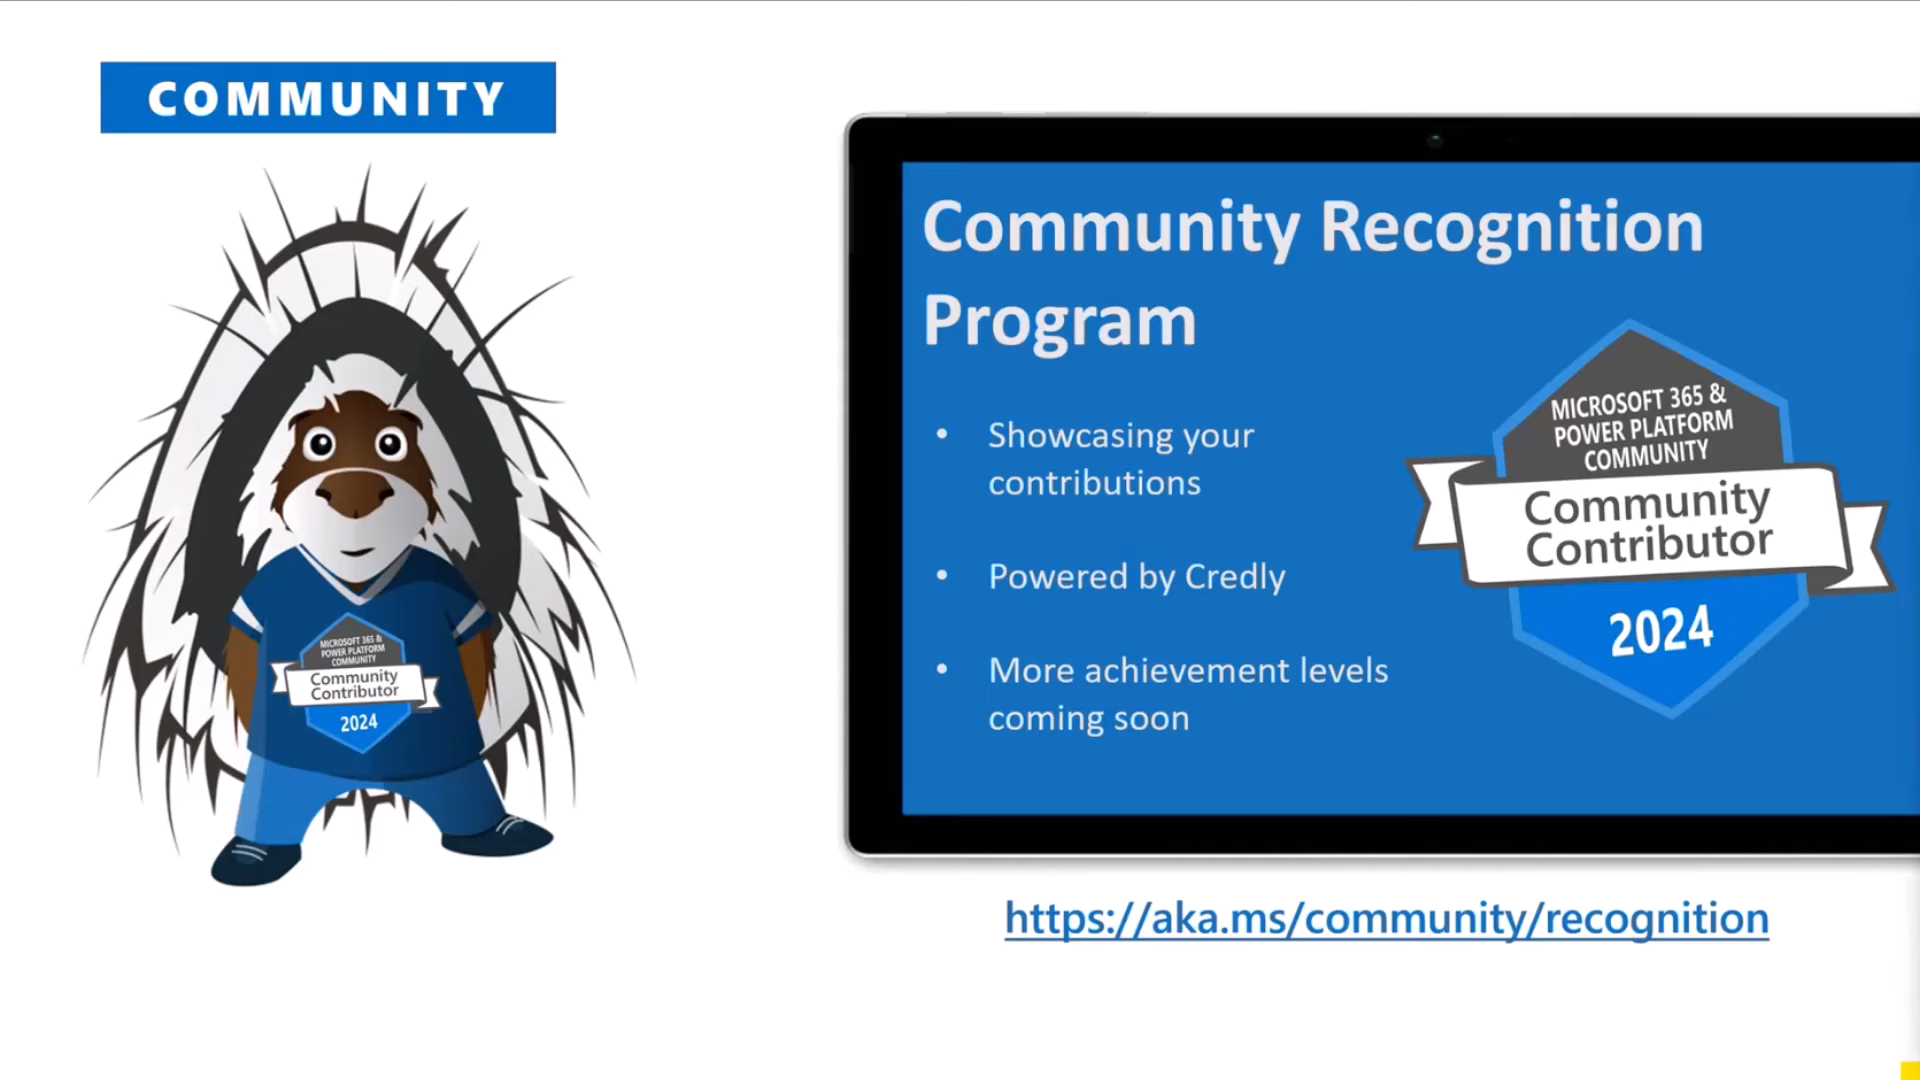 COMMUNITY
MICROSOFT 365 &
POWER PLATFORM
COMMUNITY
Community
Contributor
2024
Community Recognition
Program
• Showcasing your
contributions
• Powered by Credly
• More achievement levels
coming soon
MICROSOFT 365 &
POWER PLATFORM
COMMUNITY
Community
Contributor
2024
https://aka.ms/community/recognition